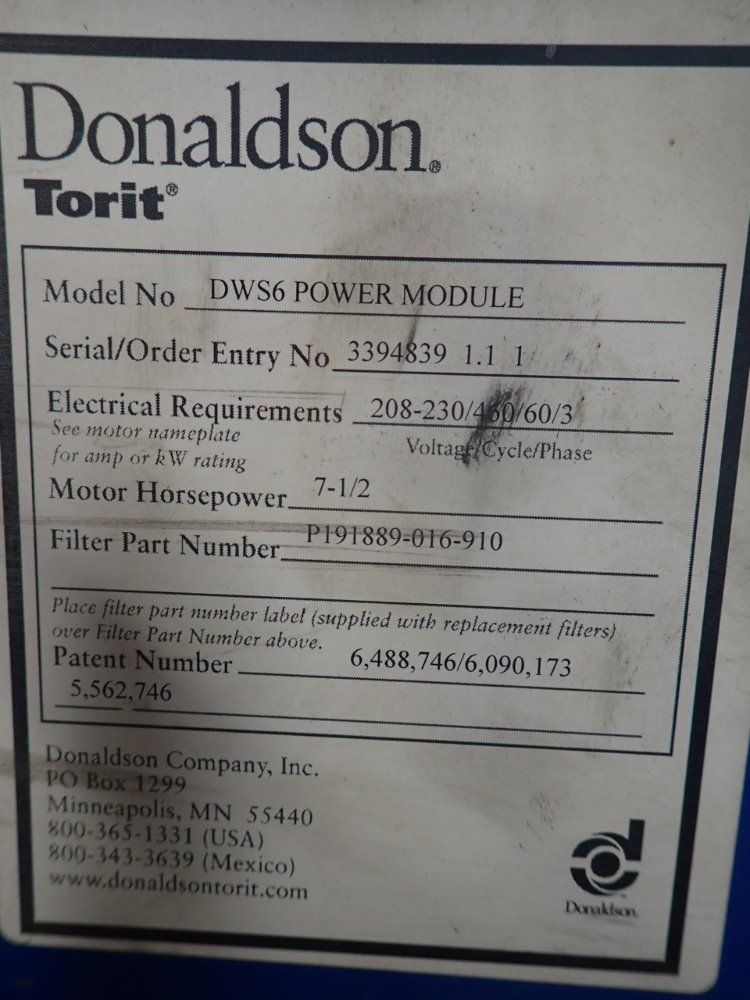 Donaldson®
Torit®
Model No DWS6 POWER MODULE
Serial/Order Entry No 3394839 1.1 1
Electrical Requirements 208-230/460/60/3
See motor nameplate Voltage/Cycle/Phase
for amp or kW rating
Motor Horsepower 7-1/2
Filter Part Number P191889-016-910
Place filter part number label (supplied with replacement filters)
over Filter Part Number above.
Patent Number 6,488,746/6,090,173
5,562,746
Donaldson Company, Inc.
PO Box 1299
Minneapolis, MN 55440
800-365-1331 (USA)
800-343-3639 (Mexico)
www.donaldsontorit.com
Donaldson